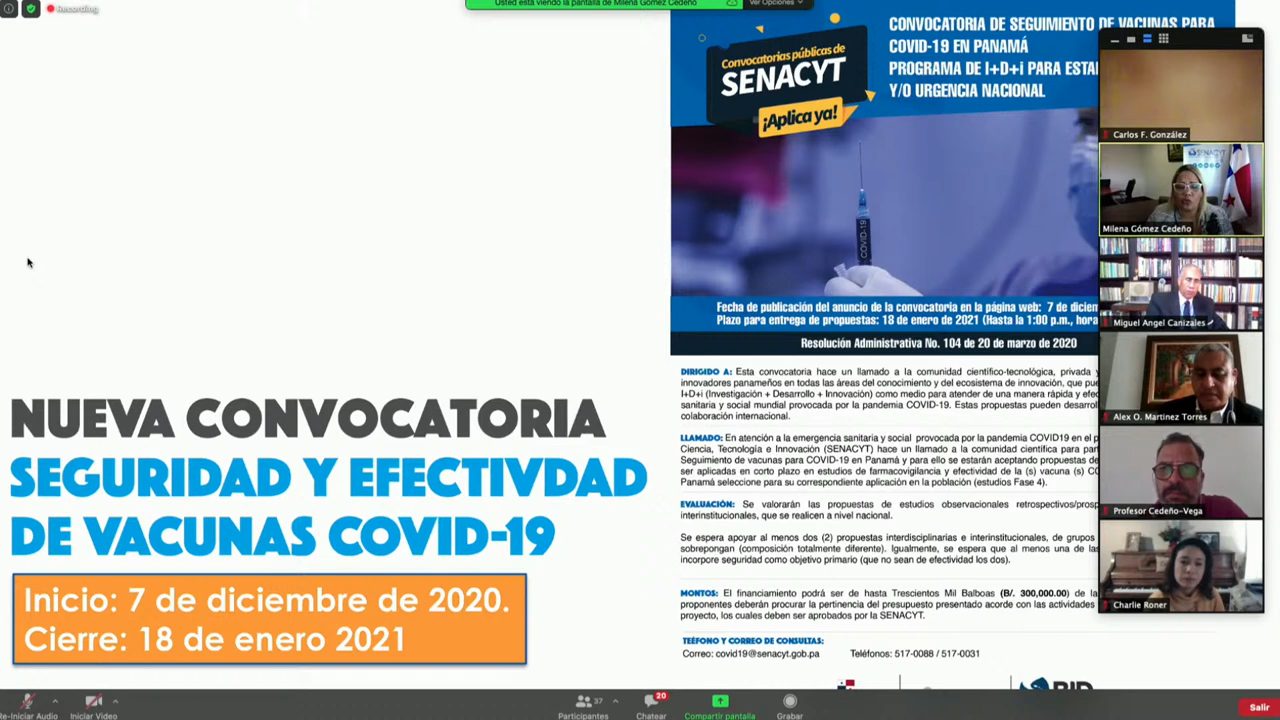 Recording
Usted está viendo la pantalla de Milena Gómez Cedeño
Ver Opciones
Convocatorias públicas de
SENACYT
¡Aplica ya!
CONVOCATORIA DE SEGUIMIENTO DE VACUNAS PARA
COVID-19 EN PANAMÁ
PROGRAMA DE I+D+i PARA ESTA
Y/O URGENCIA NACIONAL
COVID-19
Fecha de publicación del anuncio de la convocatoria en la página web: 7 de diciem
Plazo para entrega de propuestas: 18 de enero de 2021 (Hasta la 1:00 p.m., hora
Resolución Administrativa No. 104 de 20 de marzo de 2020
DIRIGIDO A: Esta convocatoria hace un llamado a la comunidad científico-tecnológica, privada y
innovadores panameños en todas las áreas del conocimiento y del ecosistema de innovación, que pue
I+D+i (Investigación + Desarrollo + Innovación) como medio para atender de una manera rápida y efec
sanitaria y social mundial provocada por la pandemia COVID-19. Estas propuestas pueden desarrol
colaboración internacional.
LLAMADO: En atención a la emergencia sanitaria y social provocada por la pandemia COVID19 en el p
Ciencia, Tecnología e Innovación (SENACYT) hace un llamado a la comunidad científica para par
Seguimiento de vacunas para COVID-19 en Panamá y para ello se estarán aceptando propuestas de
ser aplicadas en corto plazo en estudios de farmacovigilancia y efectividad de la (s) vacuna (s) CO
Panamá seleccione para su correspondiente aplicación en la población (estudios Fase 4).
EVALUACIÓN: Se valorarán las propuestas de estudios observacionales retrospectivos/prosp
interinstitucionales, que se realicen a nivel nacional.
Se espera apoyar al menos dos (2) propuestas interdisciplinarias e interinstitucionales, de grupos
sobrepongan (composición totalmente diferente). Igualmente, se espera que al menos una de las
incorpore seguridad como objetivo primario (que no sean de efectividad los dos).
MONTOS: El financiamiento podrá ser de hasta Trescientos Mil Balboas (B/. 300,000.00) de la
proponentes deberán procurar la pertinencia del presupuesto presentado acorde con las actividades
proyecto, los cuales deben ser aprobados por la SENACYT.
TEÉFONO Y CORREO DE CONSULTAS:
Correo: covid19@senacyt.gob.pa Teléfonos: 517-0088 / 517-0031
BID
NUEVA CONVOCATORIA
SEGURIDAD Y EFECTIVDAD
DE VACUNAS COVID-19
Inicio: 7 de diciembre de 2020.
Cierre: 18 de enero 2021
Carlos F. González
SENACYT
Milena Gómez Cedeño
Miguel Angel Canizales
Alex O. Martinez Torres
Profesor Cedeño-Vega
Charlie Roner
Re-Iniciar Audio
Iniciar Video
37
Participantes
20
Chatear
Compartir pantalla
Grabar
Salir